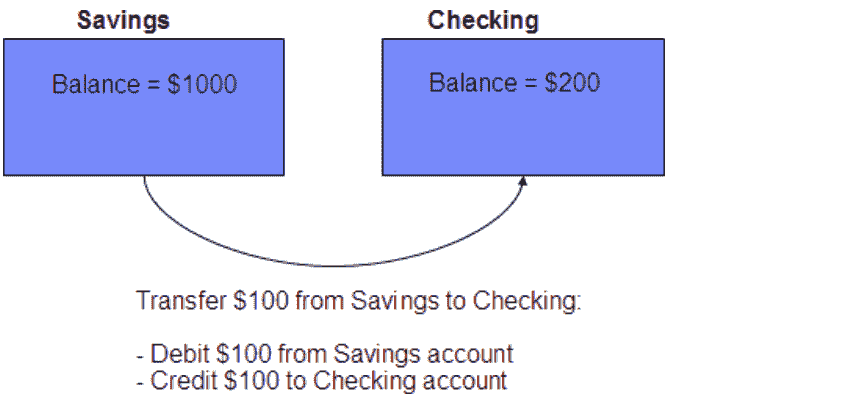 Savings
Checking
Balance = $1000
Balance = $200
Transfer $100 from Savings to Checking:
- Debit $100 from Savings account
- Credit $100 to Checking account